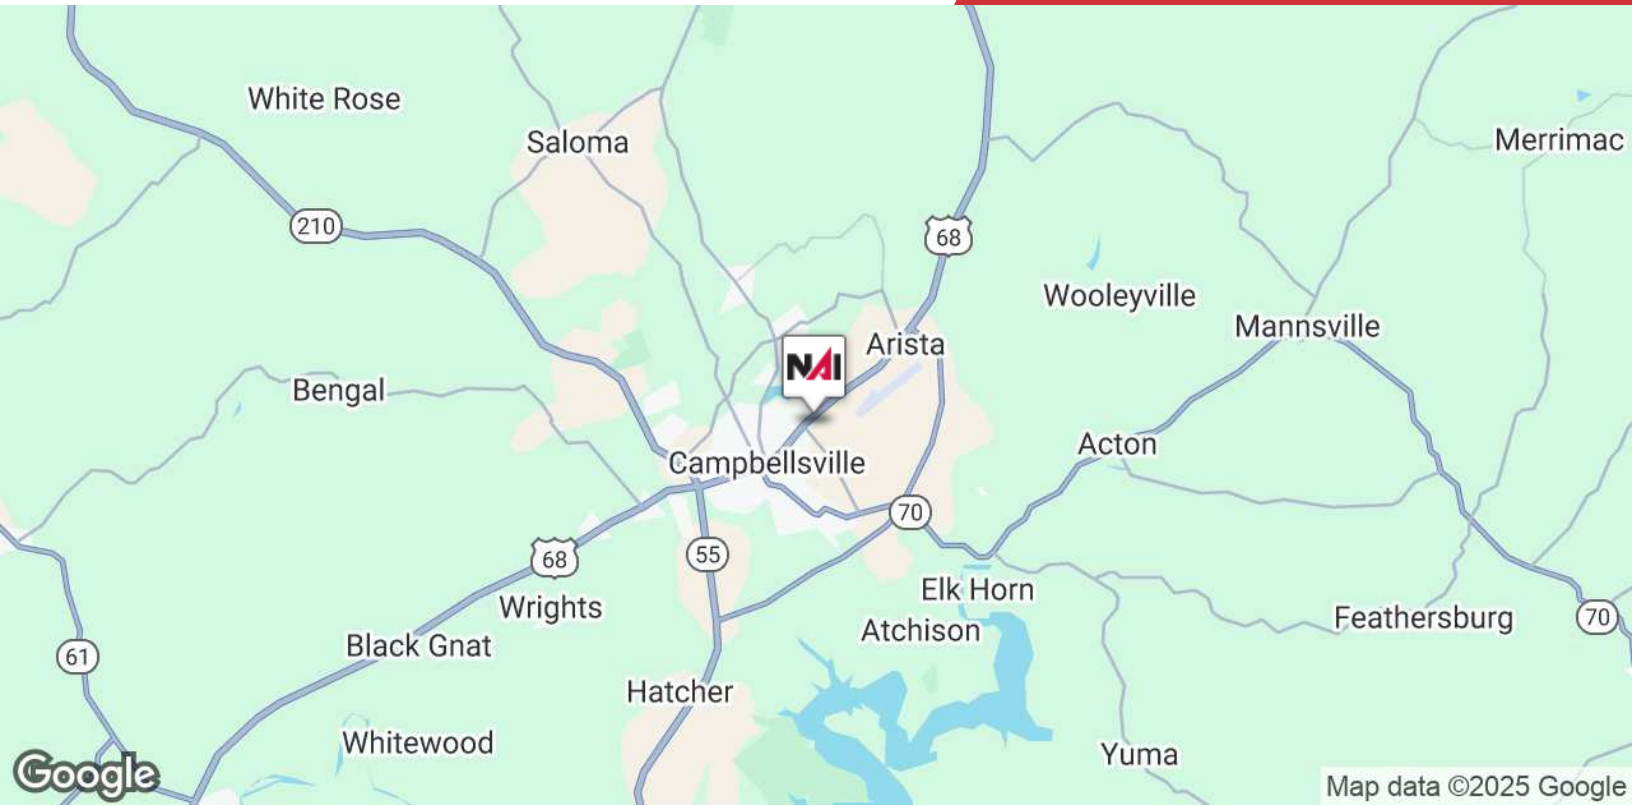 White Rose
Saloma
Merrimac
210
68
Wooleyville
Mannsville
Arista
NAI
Bengal
Acton
Campbellsville
70
68
55
Elk Horn
Wrights
Feathersburg
70
Atchison
Black Gnat
61
Hatcher
Whitewood
Yuma
Google
Map data ©2025 Google